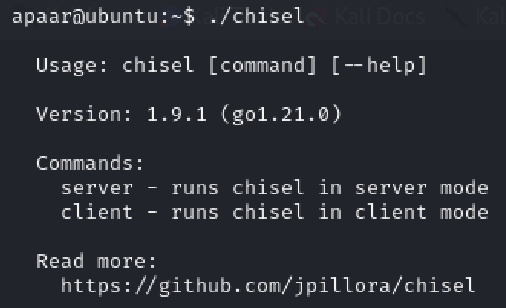 apaar@ubuntu:~$ ./chisel
Kali Docs
Usage: chisel [command] [--help]
Version: 1.9.1 (go1.21.0)
Commands:
server - runs chisel in server mode
client - runs chisel in client mode
Read more:
https://github.com/jpillora/chisel